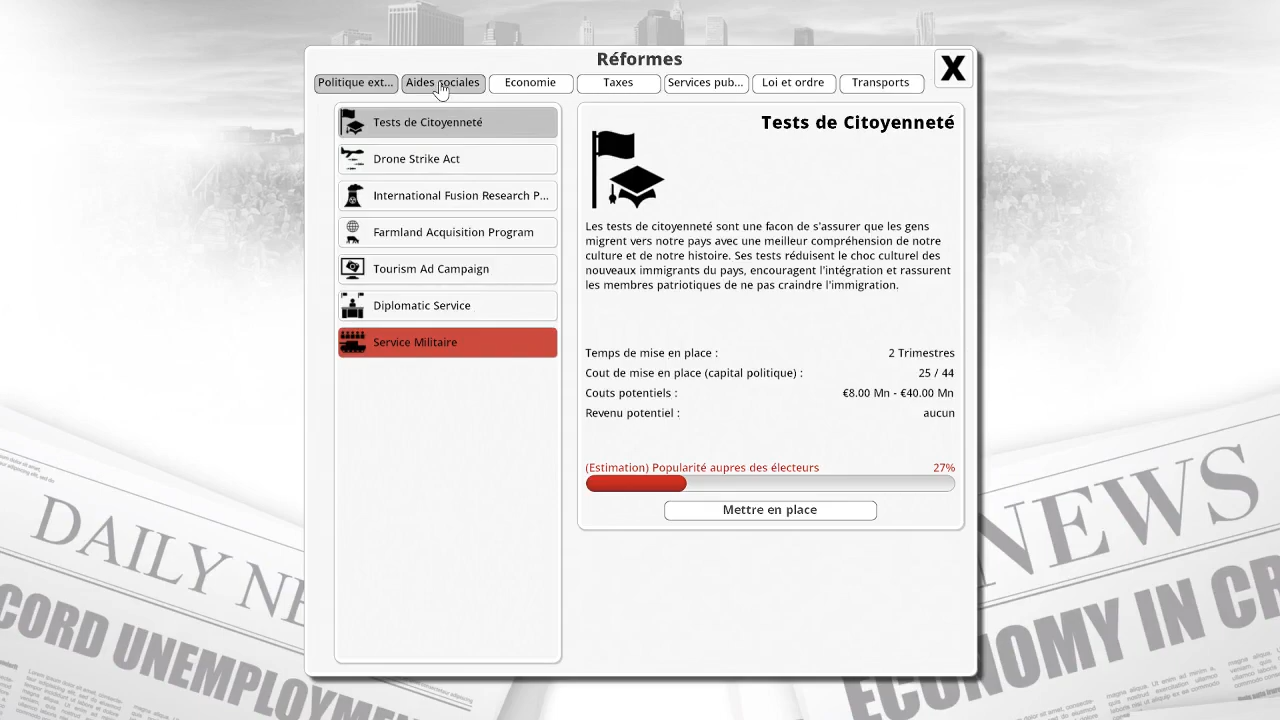 Réformes
X
Politique ext...
Aides sociales
Economie
Taxes
Services pub...
Loi et ordre
Transports
Tests de Citoyenneté
Drone Strike Act
International Fusion Research P...
Farmland Acquisition Program
Tourism Ad Campaign
Diplomatic Service
Service Militaire
Tests de Citoyenneté
Les tests de citoyenneté sont une facon de s'assurer que les gens
migrent vers notre pays avec une meilleur compréhension de notre
culture et de notre histoire. Ses tests réduisent le choc culturel des
nouveaux immigrants du pays, encouragent l'intégration et rassurent
les membres patriotiques de ne pas craindre l'immigration.
Temps de mise en place : 2 Trimestres
Cout de mise en place (capital politique) : 25 / 44
Couts potentiels : €8.00 Mn - €40.00 Mn
Revenu potentiel : aucun
(Estimation) Popularité aupres des électeurs 27%
Mettre en place
DAILY NE
CORD UNEMPLOYME
NEWS
ECONOMY IN CR